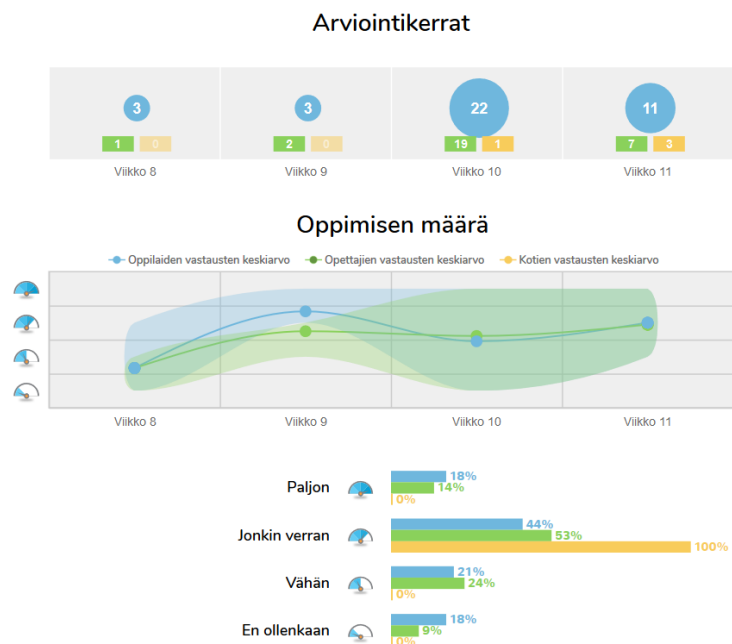 Arviointikerrat
3 3 22 11
1 0 2 0 19 1 7 3
Viikko 8 Viikko 9 Viikko 10 Viikko 11
Oppimisen määrä
Oppilaiden vastausten keskiarvo Opettajien vastausten keskiarvo Kotien vastausten keskiarvo
Viikko 8 Viikko 9 Viikko 10 Viikko 11
18%
Paljon 14%
0%
44%
Jonkin verran 53%
100%
21%
Vähän 24%
0%
18%
En ollenkaan 9%
0%